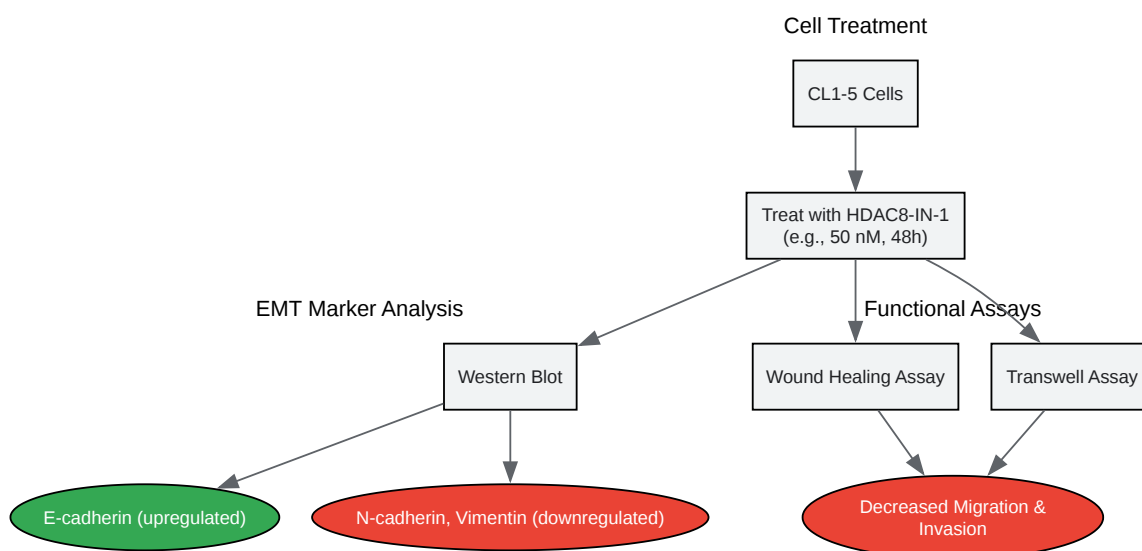 Cell Treatment
CL1-5 Cells
Treat with HDAC8-IN-1
(e.g., 50 nM, 48h)
EMT Marker Analysis
Functional Assays
Western Blot
Wound Healing Assay
Transwell Assay
E-cadherin (upregulated)
N-cadherin, Vimentin (downregulated)
Decreased Migration &
Invasion